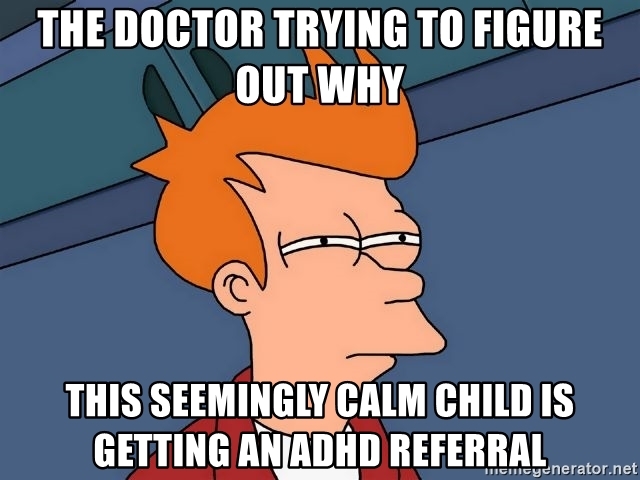 THE DOCTOR TRYING TO FIGURE
OUT WHY
THIS SEEMINGLY CALM CHILD IS
GETTING AN ADHD REFERRAL
memegenerator.net